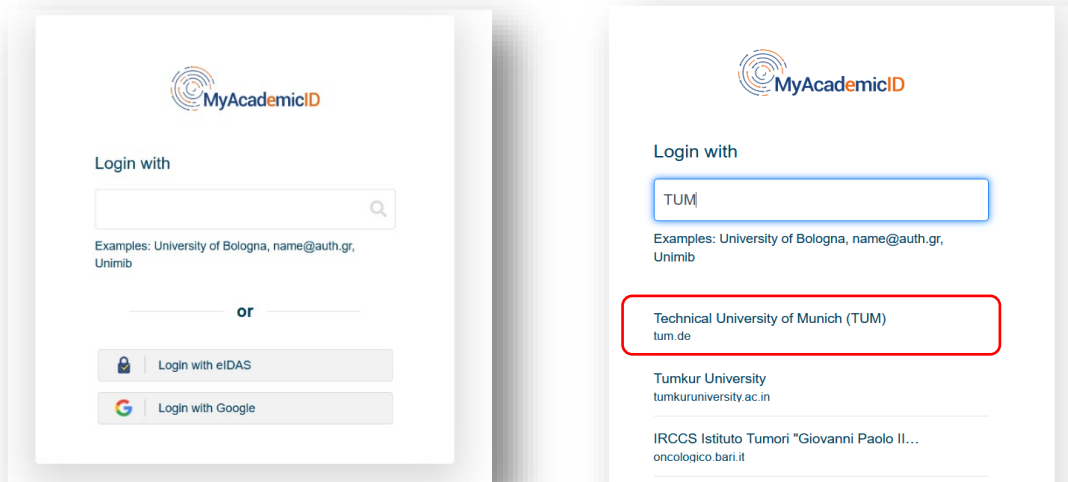 MyAcademicID
Login with
Examples: University of Bologna, name@auth.gr,
Unimib
or
Login with eIDAS
Login with Google
MyAcademicID
Login with
TUM
Examples: University of Bologna, name@auth.gr,
Unimib
Technical University of Munich (TUM)
tum.de
Tumkur University
tumkuruniversity.ac.in
IRCCS Istituto Tumori "Giovanni Paolo II…
oncologico.bari.it